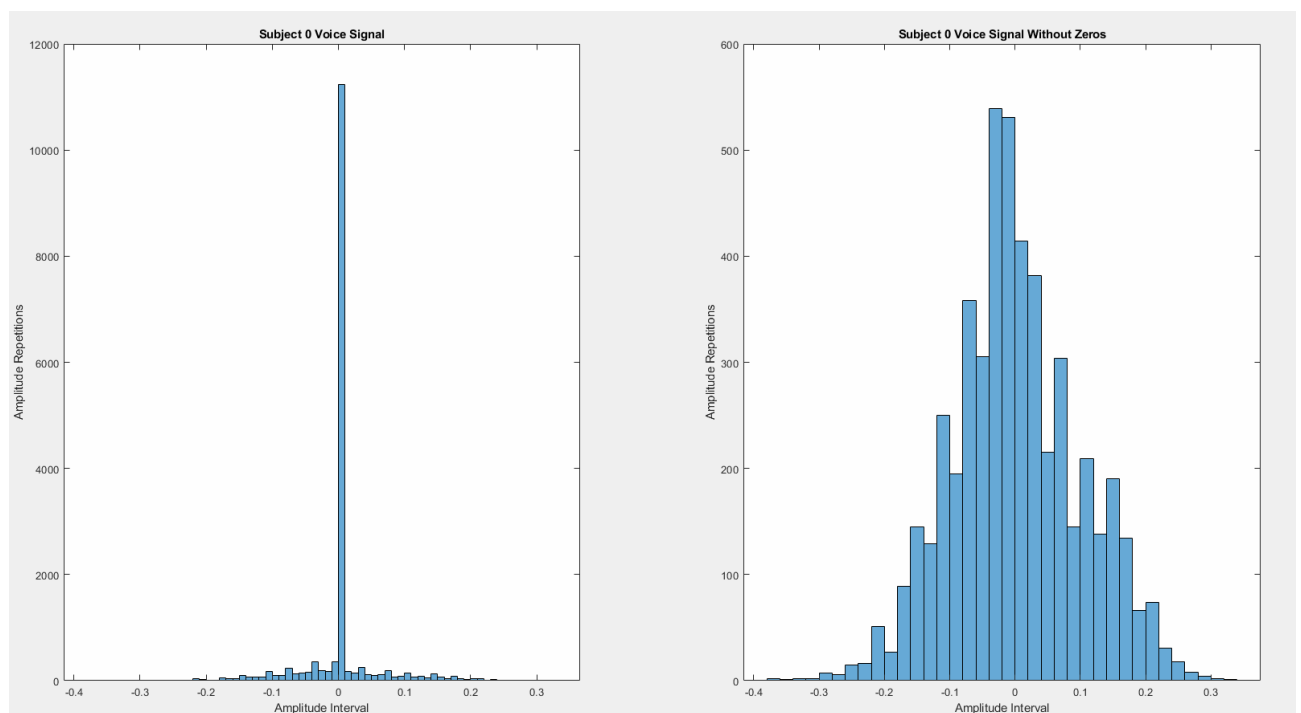 Subject 0 Voice Signal
12000
10000
8000
6000
4000
2000
0
Amplitude Repetitions
-0.4 -0.3 -0.2 -0.1 0 0.1 0.2 0.3
Amplitude Interval
Subject 0 Voice Signal Without Zeros
600
500
400
300
200
100
0
Amplitude Repetitions
-0.4 -0.3 -0.2 -0.1 0 0.1 0.2 0.3
Amplitude Interval